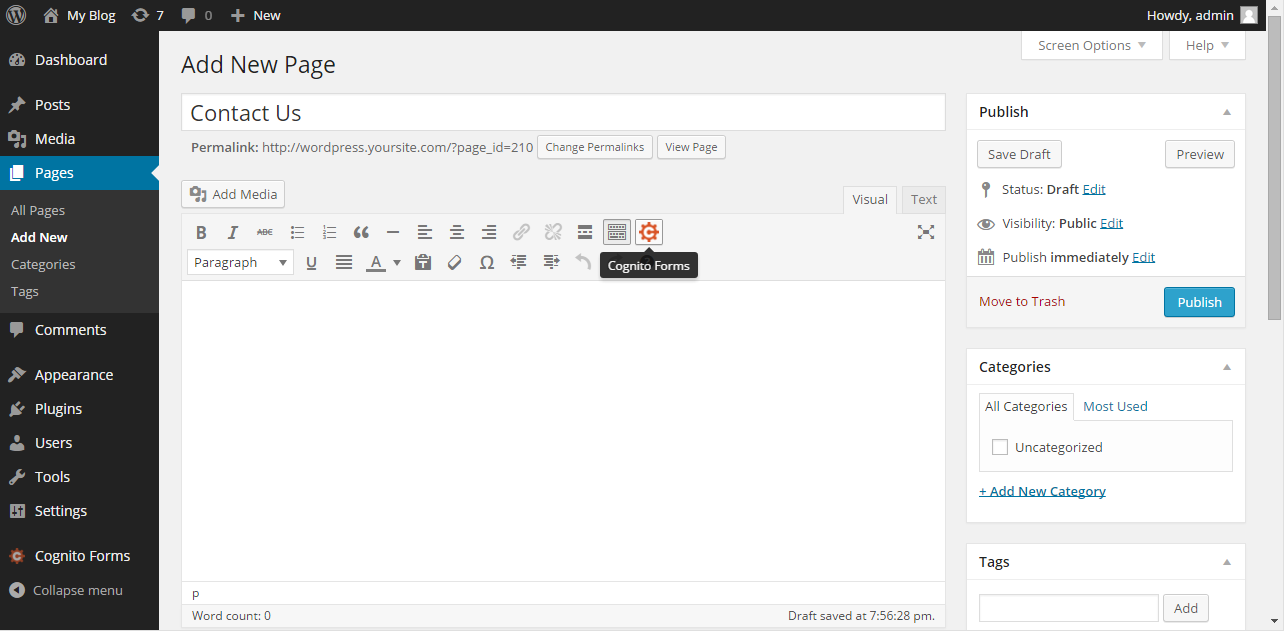 My Blog 7 0 New Howdy, admin
Dashboard
Posts
Media
Pages
All Pages
Add New
Categories
Tags
Comments
Appearance
Plugins
Users
Tools
Settings
Cognito Forms
Collapse menu
Screen Options Help
Add New Page
Contact Us
Permalink: http://wordpress.yoursite.com/?page_id=210 Change Permalinks View Page
Add Media
Visual Text
B I ABC
Paragraph U A T Ω
Cognito Forms
p
Word count: 0 Draft saved at 7:56:28 pm.
Publish
Save Draft Preview
Status: Draft Edit
Visibility: Public Edit
Publish immediately Edit
Move to Trash Publish
Categories
All Categories Most Used
Uncategorized
+ Add New Category
Tags
Add